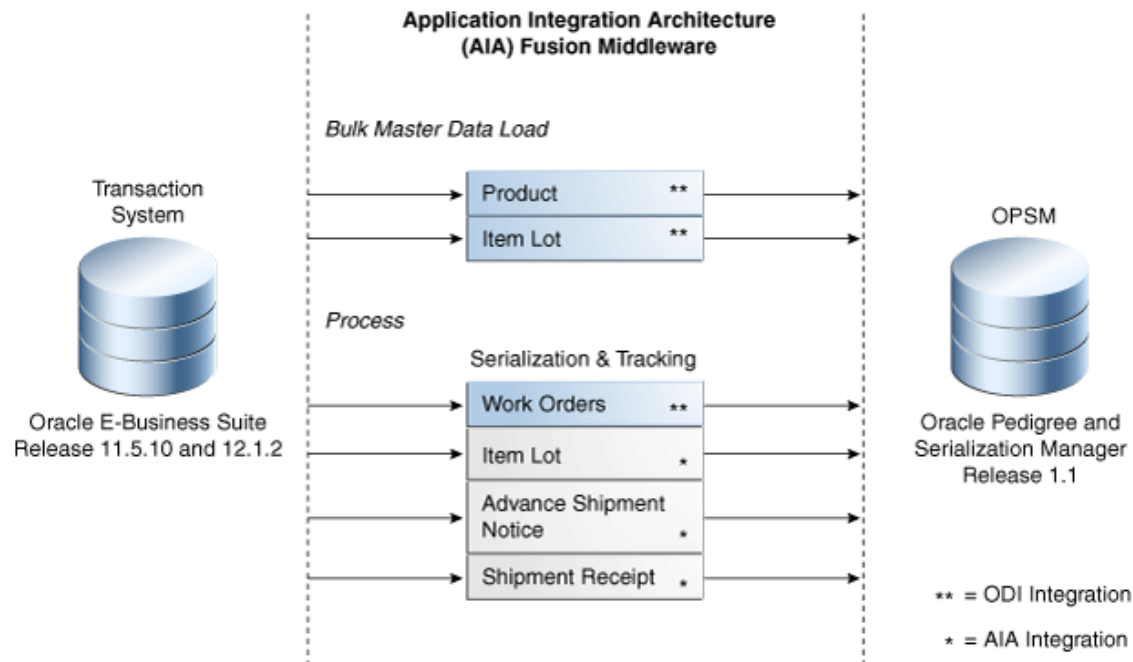 Application Integration Architecture
(AIA) Fusion Middleware
Bulk Master Data Load
Transaction
System
Product **
Item Lot **
OPSM
Process
Serialization & Tracking
Work Orders **
Oracle E-Business Suite
Release 11.5.10 and 12.1.2
Item Lot *
Advance Shipment
Notice *
Shipment Receipt *
Oracle Pedigree and
Serialization Manager
Release 1.1
** = ODI Integration
* = AIA Integration